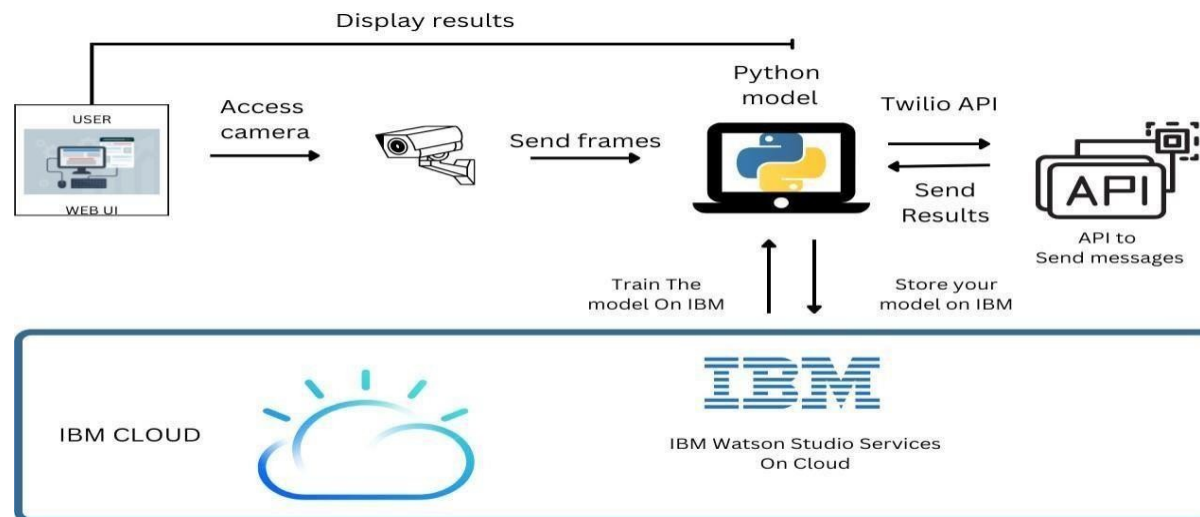 Display results
USER
WEB UI
Access
camera
Send frames
Python
model
Twilio API
Send
Results
API
API to
Send messages
Train The
model On IBM
Store your
model on IBM
IBM CLOUD
IBM
IBM Watson Studio Services
On Cloud